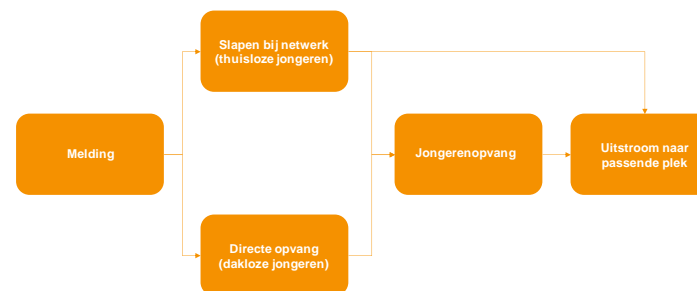 Slapen bij netwerk
(thuisloze jongeren)
Melding
Jongerenopvang
Uitstroom naar
passende plek
Directe opvang
(dakloze jongeren)